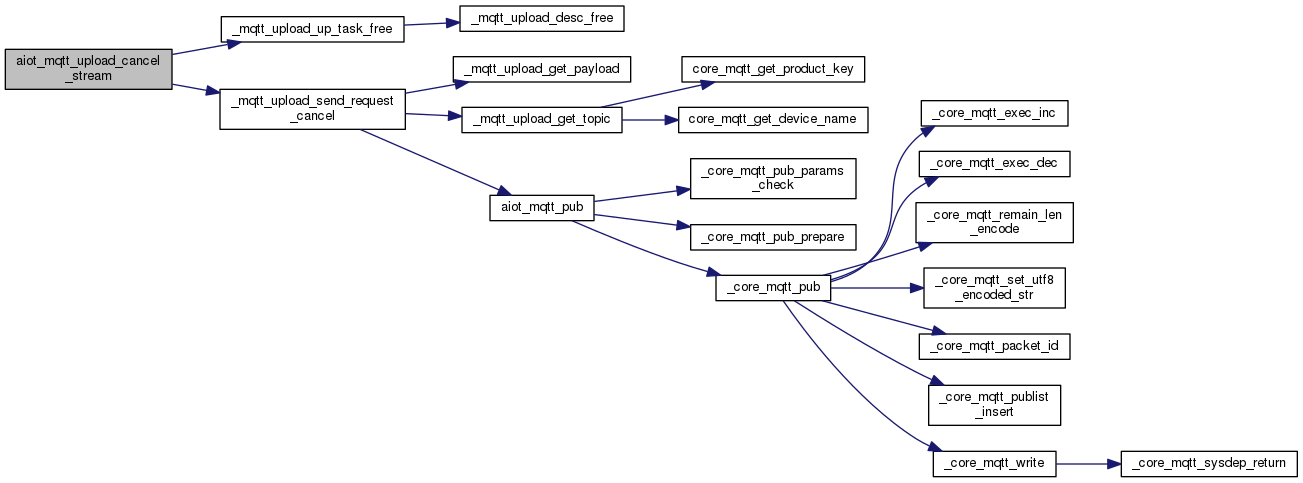 aiot_mqtt_upload_cancel
_stream
_mqtt_upload_up_task_free
_mqtt_upload_desc_free
_mqtt_upload_send_request
_cancel
_mqtt_upload_get_payload
_mqtt_upload_get_topic
core_mqtt_get_product_key
core_mqtt_get_device_name
aiot_mqtt_pub
_core_mqtt_pub_params
_check
_core_mqtt_pub_prepare
_core_mqtt_pub
_core_mqtt_exec_inc
_core_mqtt_exec_dec
_core_mqtt_remain_len
_encode
_core_mqtt_set_utf8
_encoded_str
_core_mqtt_packet_id
_core_mqtt_publist
_insert
_core_mqtt_write
_core_mqtt_sysdep_return